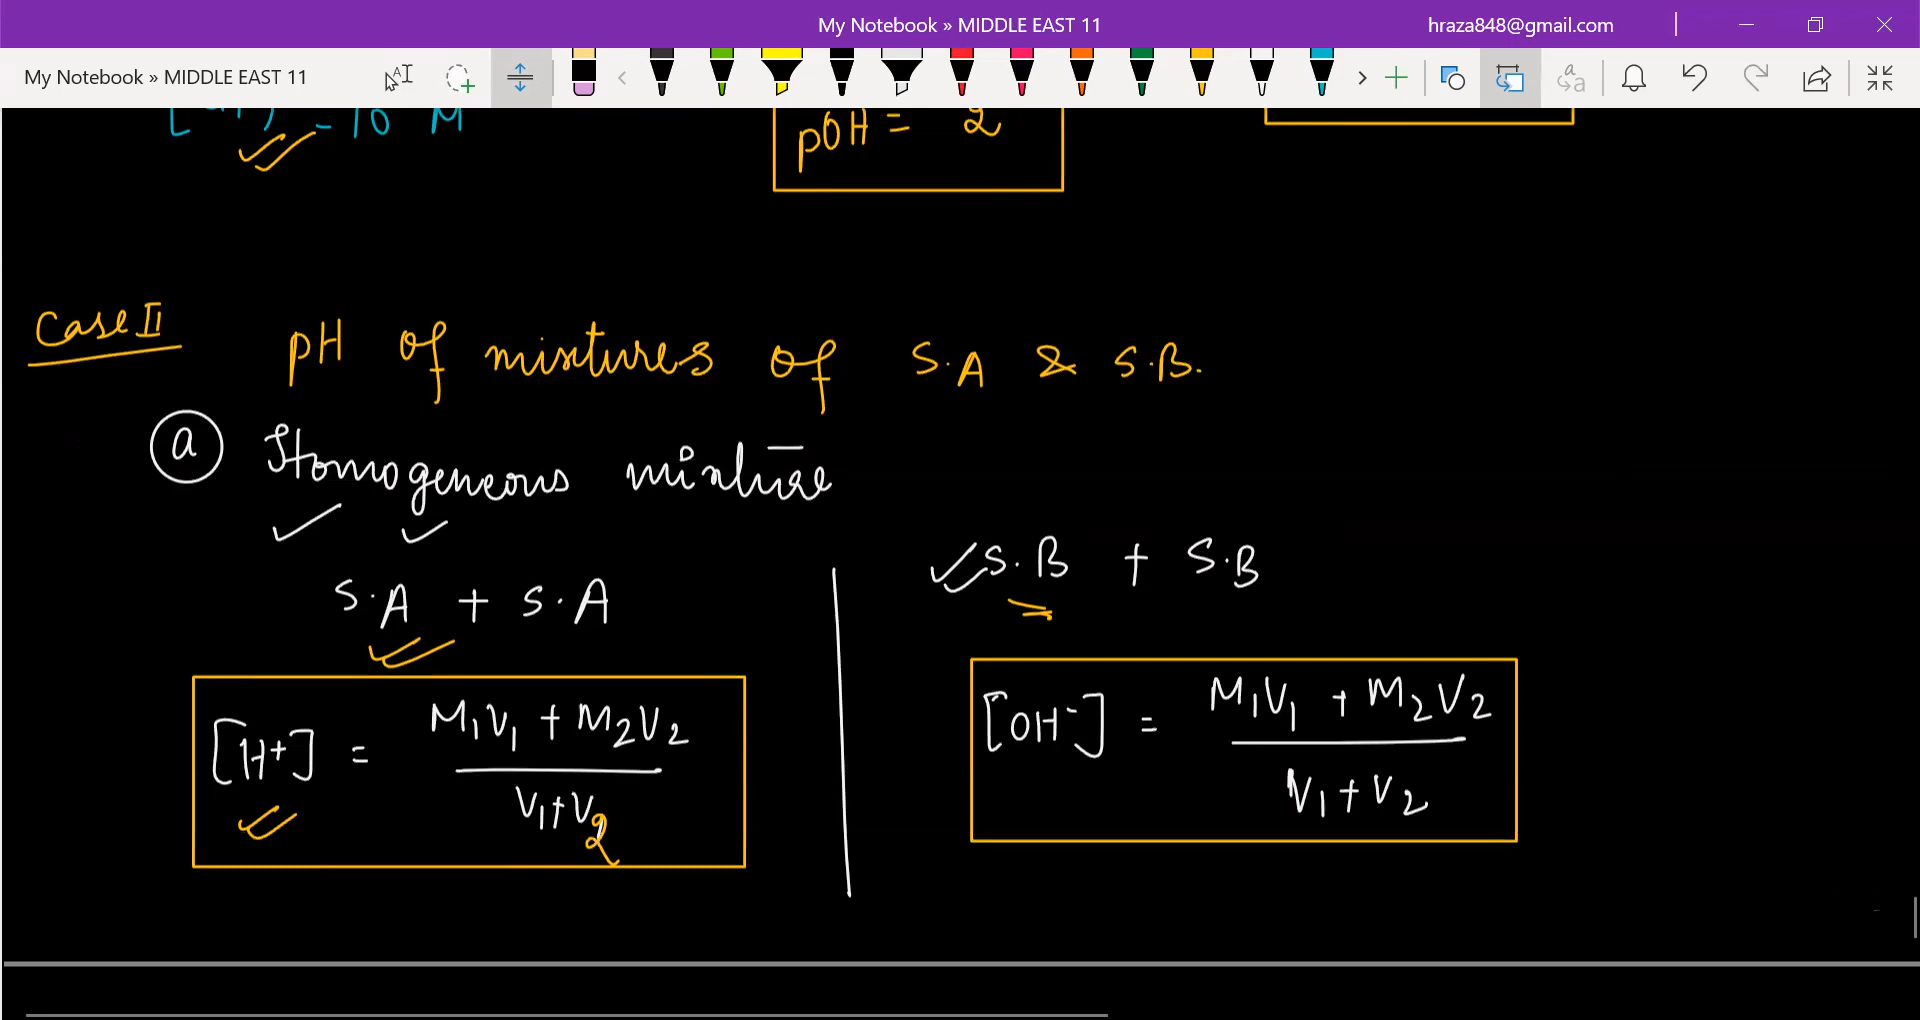 My Notebook » MIDDLE EAST 11
hraza848@gmail.com
My Notebook » MIDDLE EAST 11
= 10 M
pOH = 2
Case II
pH of mixtures of S.A & S.B.
a Homogeneous mixture
S.A + S.A
S.B + S.B
[H+] = M₁V₁ + M₂V₂
V₁+V₂
[OH⁻] = M₁V₁ + M₂V₂
V₁+V₂